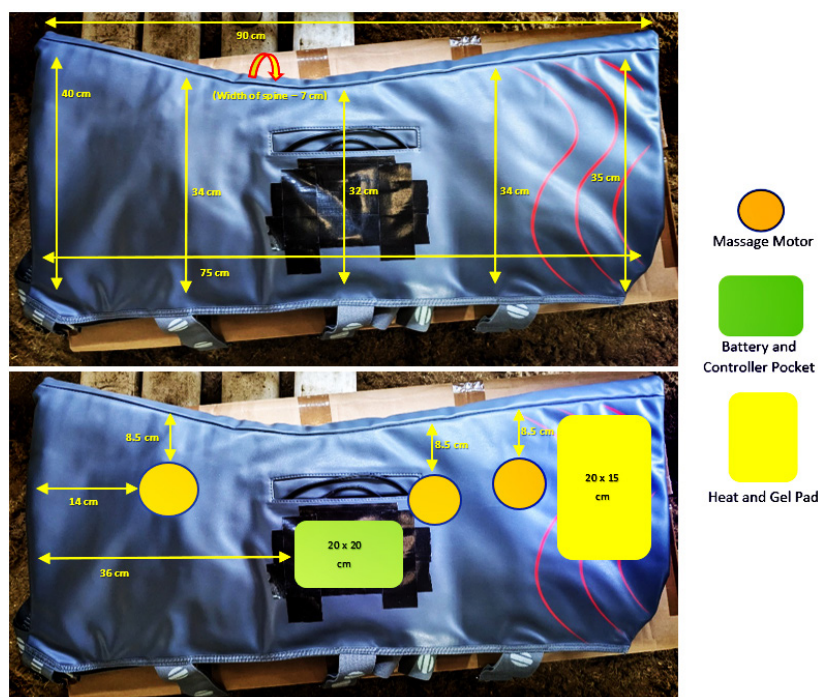 90 cm
40 cm
(Width of spine – 7 cm)
34 cm
32 cm
34 cm
35 cm
75 cm
Massage Motor
Battery and
Controller Pocket
Heat and Gel Pad
8.5 cm
8.5 cm
8.5 cm
14 cm
20 x 15
cm
36 cm
20 x 20
cm